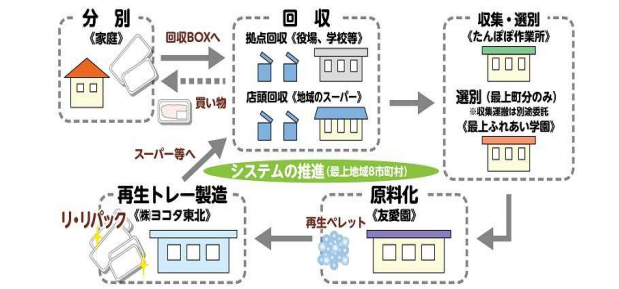 分別
《家庭》
回収BOXへ
買い物
回収
拠点回収《役場、学校等》
店頭回収《地域のスーパー》
収集・選別
《たんぽぽ作業所》
選別(最上町分のみ)
※収集運搬は別途委託
《最上ふれあい学園》
スーパー等へ
システムの推進(最上地域8市町村)
再生トレー製造
《㈱ヨコタ東北》
リ・リパック
原料化
《友愛園》
再生ペレット